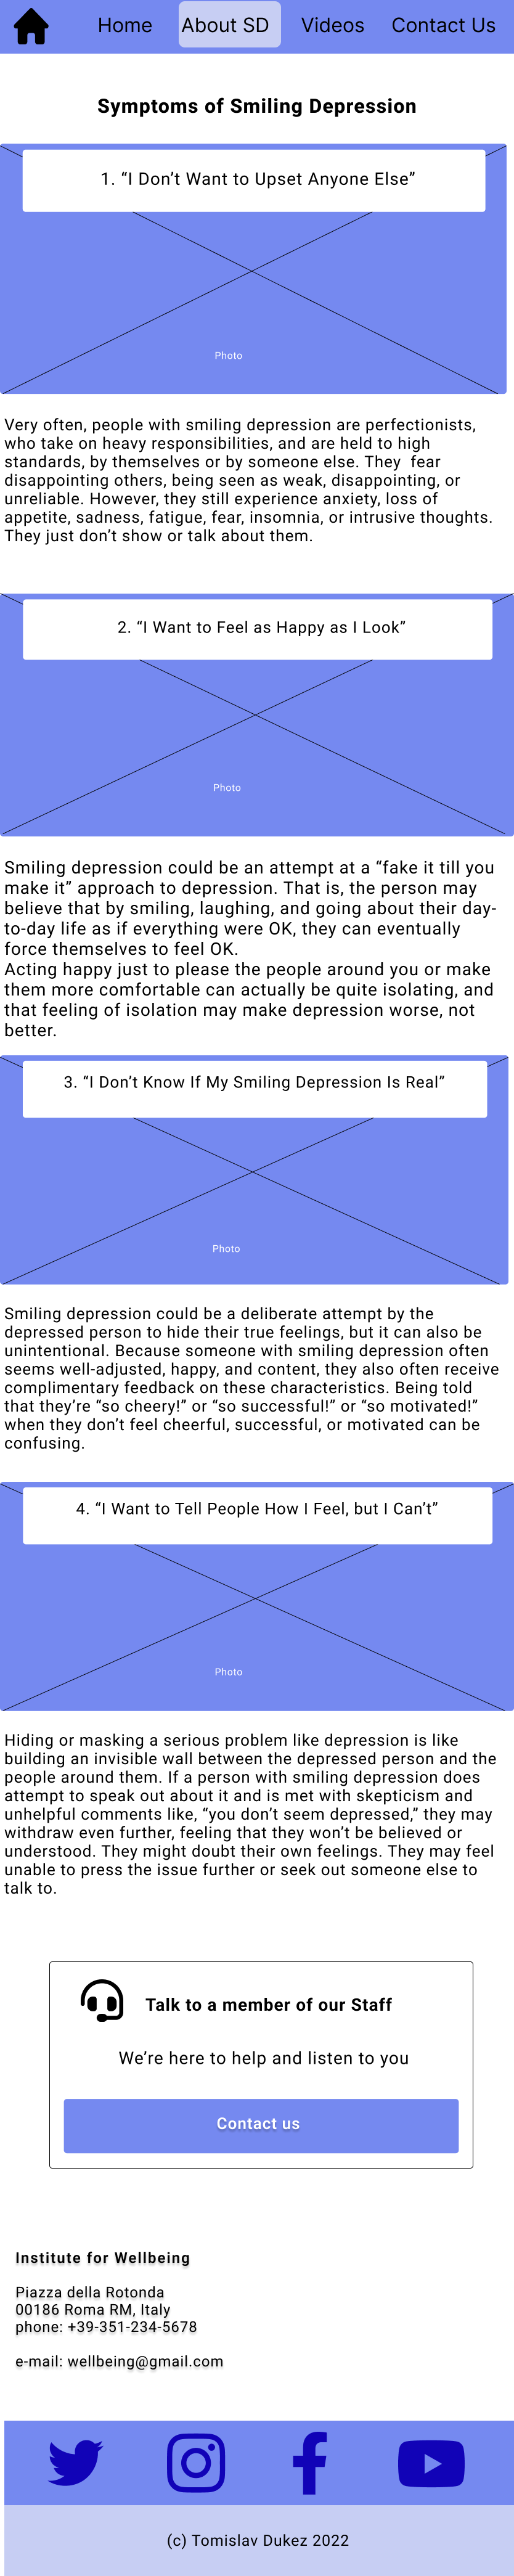 Home About SD Videos Contact Us
Symptoms of Smiling Depression
1. “I Don’t Want to Upset Anyone Else”
Photo
Very often, people with smiling depression are perfectionists,
who take on heavy responsibilities, and are held to high
standards, by themselves or by someone else. They  fear
disappointing others, being seen as weak, disappointing, or
unreliable. However, they still experience anxiety, loss of
appetite, sadness, fatigue, fear, insomnia, or intrusive thoughts.
They just don’t show or talk about them.
2. “I Want to Feel as Happy as I Look”
Photo
Smiling depression could be an attempt at a “fake it till you
make it” approach to depression. That is, the person may
believe that by smiling, laughing, and going about their day-
to-day life as if everything were OK, they can eventually
force themselves to feel OK.
Acting happy just to please the people around you or make
them more comfortable can actually be quite isolating, and
that feeling of isolation may make depression worse, not
better.
3. “I Don’t Know If My Smiling Depression Is Real”
Photo
Smiling depression could be a deliberate attempt by the
depressed person to hide their true feelings, but it can also be
unintentional. Because someone with smiling depression often
seems well-adjusted, happy, and content, they also often receive
complimentary feedback on these characteristics. Being told
that they’re “so cheery!” or “so successful!” or “so motivated!”
when they don’t feel cheerful, successful, or motivated can be
confusing.
4. “I Want to Tell People How I Feel, but I Can’t”
Photo
Hiding or masking a serious problem like depression is like
building an invisible wall between the depressed person and the
people around them. If a person with smiling depression does
attempt to speak out about it and is met with skepticism and
unhelpful comments like, “you don’t seem depressed,” they may
withdraw even further, feeling that they won’t be believed or
understood. They might doubt their own feelings. They may feel
unable to press the issue further or seek out someone else to
talk to.
Talk to a member of our Staff
We’re here to help and listen to you
Contact us
Institute for Wellbeing
Piazza della Rotonda
00186 Roma RM, Italy
phone: +39-351-234-5678
e-mail: wellbeing@gmail.com
(c) Tomislav Dukez 2022